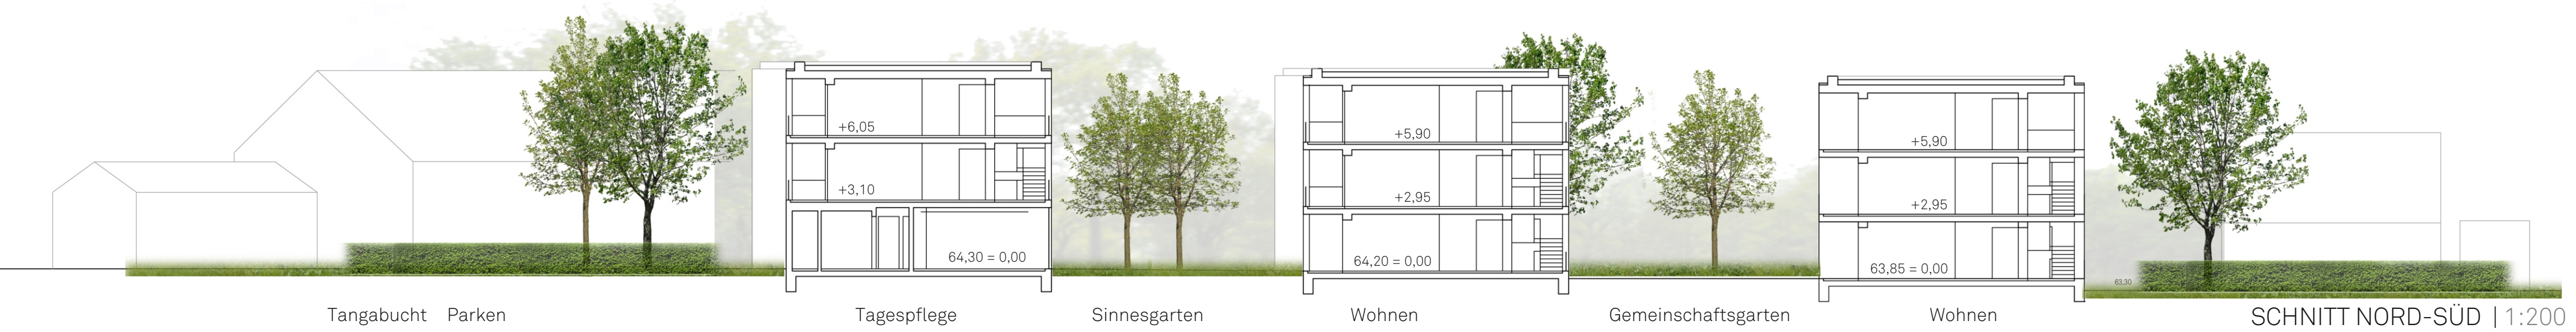 +6,05
+3,10
64,30 = 0,00
+5,90
+2,95
64,20 = 0,00
+5,90
+2,95
63,85 = 0,00
63,30
Tangabucht Parken Tagespflege Sinnesgarten Wohnen Gemeinschaftsgarten Wohnen
SCHNITT NORD-SÜD | 1:200